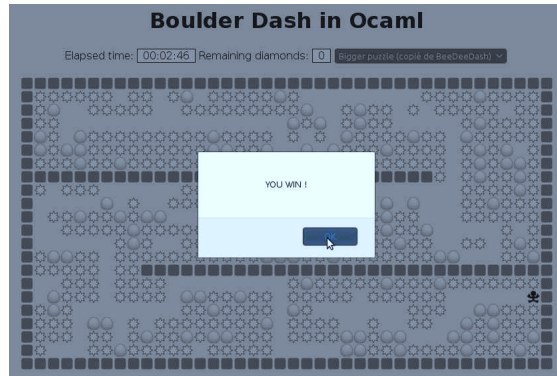 Boulder Dash in Ocaml
Elapsed time: 00:02:46 Remaining diamonds: 0 Bigger puzzle (copié de BeeDeeDash)
YOU WIN !